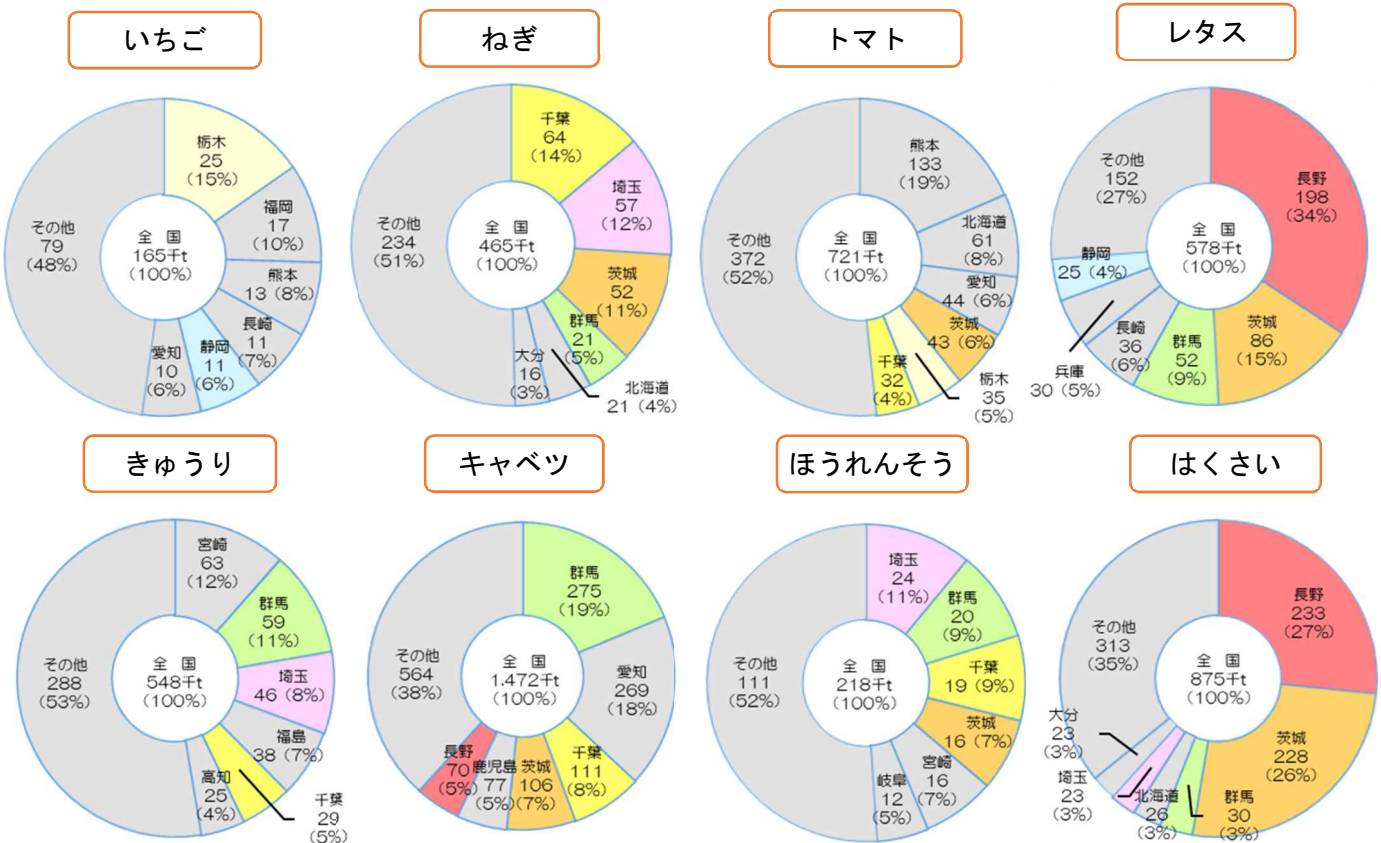 いちご
栃木
25
(15%)
福岡
17
(10%)
熊本
13 (8%)
長崎
11
(7%)
静岡
11
(6%)
愛知
10
(6%)
その他
79
(48%)
全 国
165千t
(100%)
ねぎ
千葉
64
(14%)
埼玉
57
(12%)
茨城
52
(11%)
群馬
21
(5%)
北海道
21 (4%)
大分
16
(3%)
その他
234
(51%)
全 国
465千t
(100%)
トマト
熊本
133
(19%)
北海道
61
(8%)
愛知
44 (6%)
茨城
43 (6%)
栃木
35
(5%)
千葉
32
(4%)
その他
372
(52%)
全 国
721千t
(100%)
レタス
長野
198
(34%)
茨城
86
(15%)
群馬
52
(9%)
長崎
36
(6%)
兵庫
30 (5%)
静岡
25 (4%)
その他
152
(27%)
全 国
578千t
(100%)
きゅうり
宮崎
63
(12%)
群馬
59
(11%)
埼玉
46 (8%)
福島
38 (7%)
千葉
29
(5%)
高知
25
(4%)
その他
288
(53%)
全 国
548千t
(100%)
キャベツ
群馬
275
(19%)
愛知
269
(18%)
千葉
111
(8%)
茨城
106
(7%)
鹿児島
77
(5%)
長野
70
(5%)
その他
564
(38%)
全 国
1.472千t
(100%)
ほうれんそう
埼玉
24
(11%)
群馬
20
(9%)
千葉
19 (9%)
茨城
16 (7%)
宮崎
16
(7%)
岐阜
12
(5%)
その他
111
(52%)
全 国
218千t
(100%)
はくさい
長野
233
(27%)
茨城
228
(26%)
群馬
30
(3%)
北海道
26
(3%)
埼玉
23
(3%)
大分
23
(3%)
その他
313
(35%)
全 国
875千t
(100%)